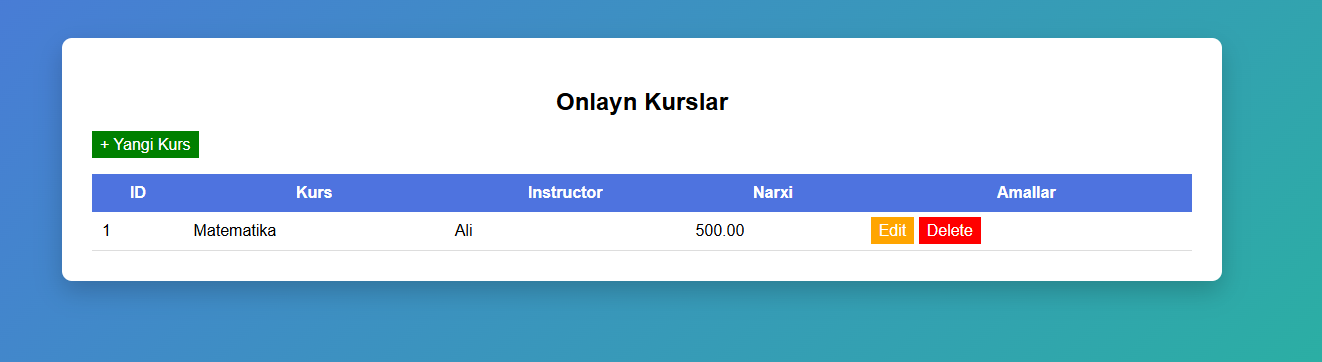 Onlayn Kurslar
+ Yangi Kurs
ID Kurs Instructor Narxi Amallar
1 Matematika Ali 500.00 Edit Delete